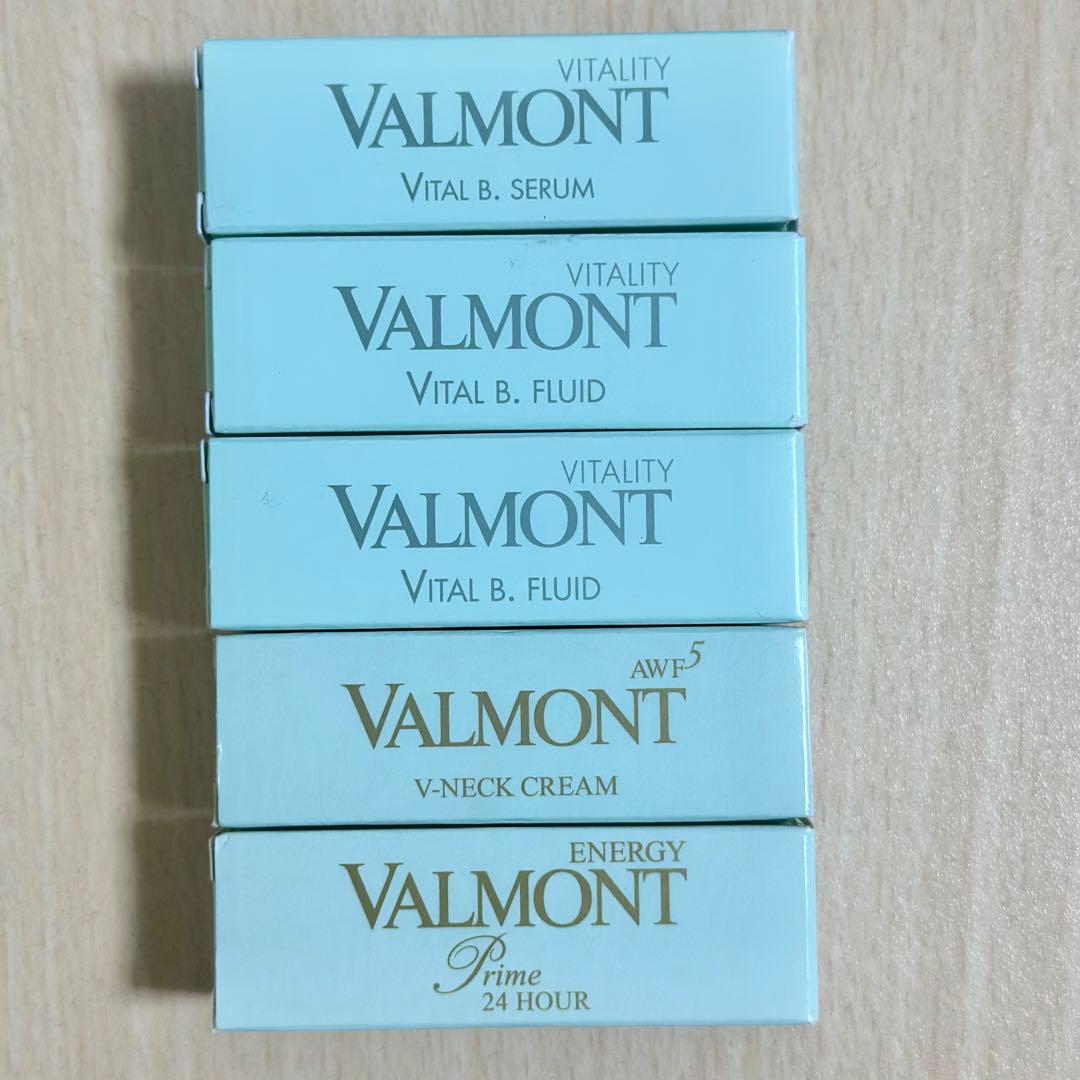 VITALITY
VALMONT
VITAL B. SERUM
VITALITY
VALMONT
VITAL B. FLUID
VITALITY
VALMONT
VITAL B. FLUID
AWF5
VALMONT
V-NECK CREAM
ENERGY
VALMONT
Prime
24 HOUR